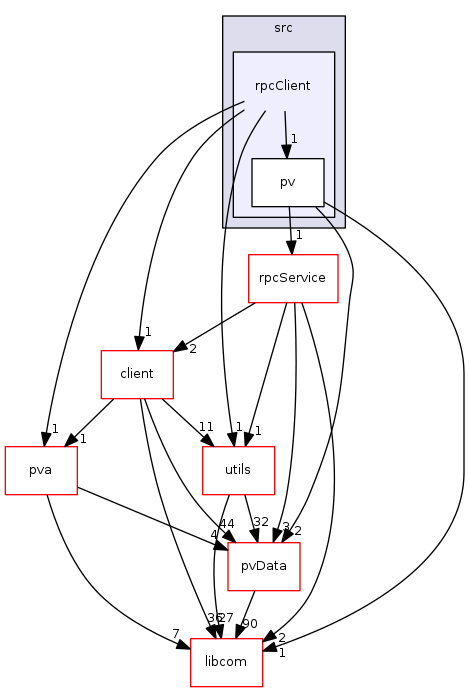 src
rpcClient
1
pv
1
rpcService
1
2
client
11
1
1
1
1
pva
utils
44
32
4
3
2
pvData
36
27
90
7
2
1
libcom